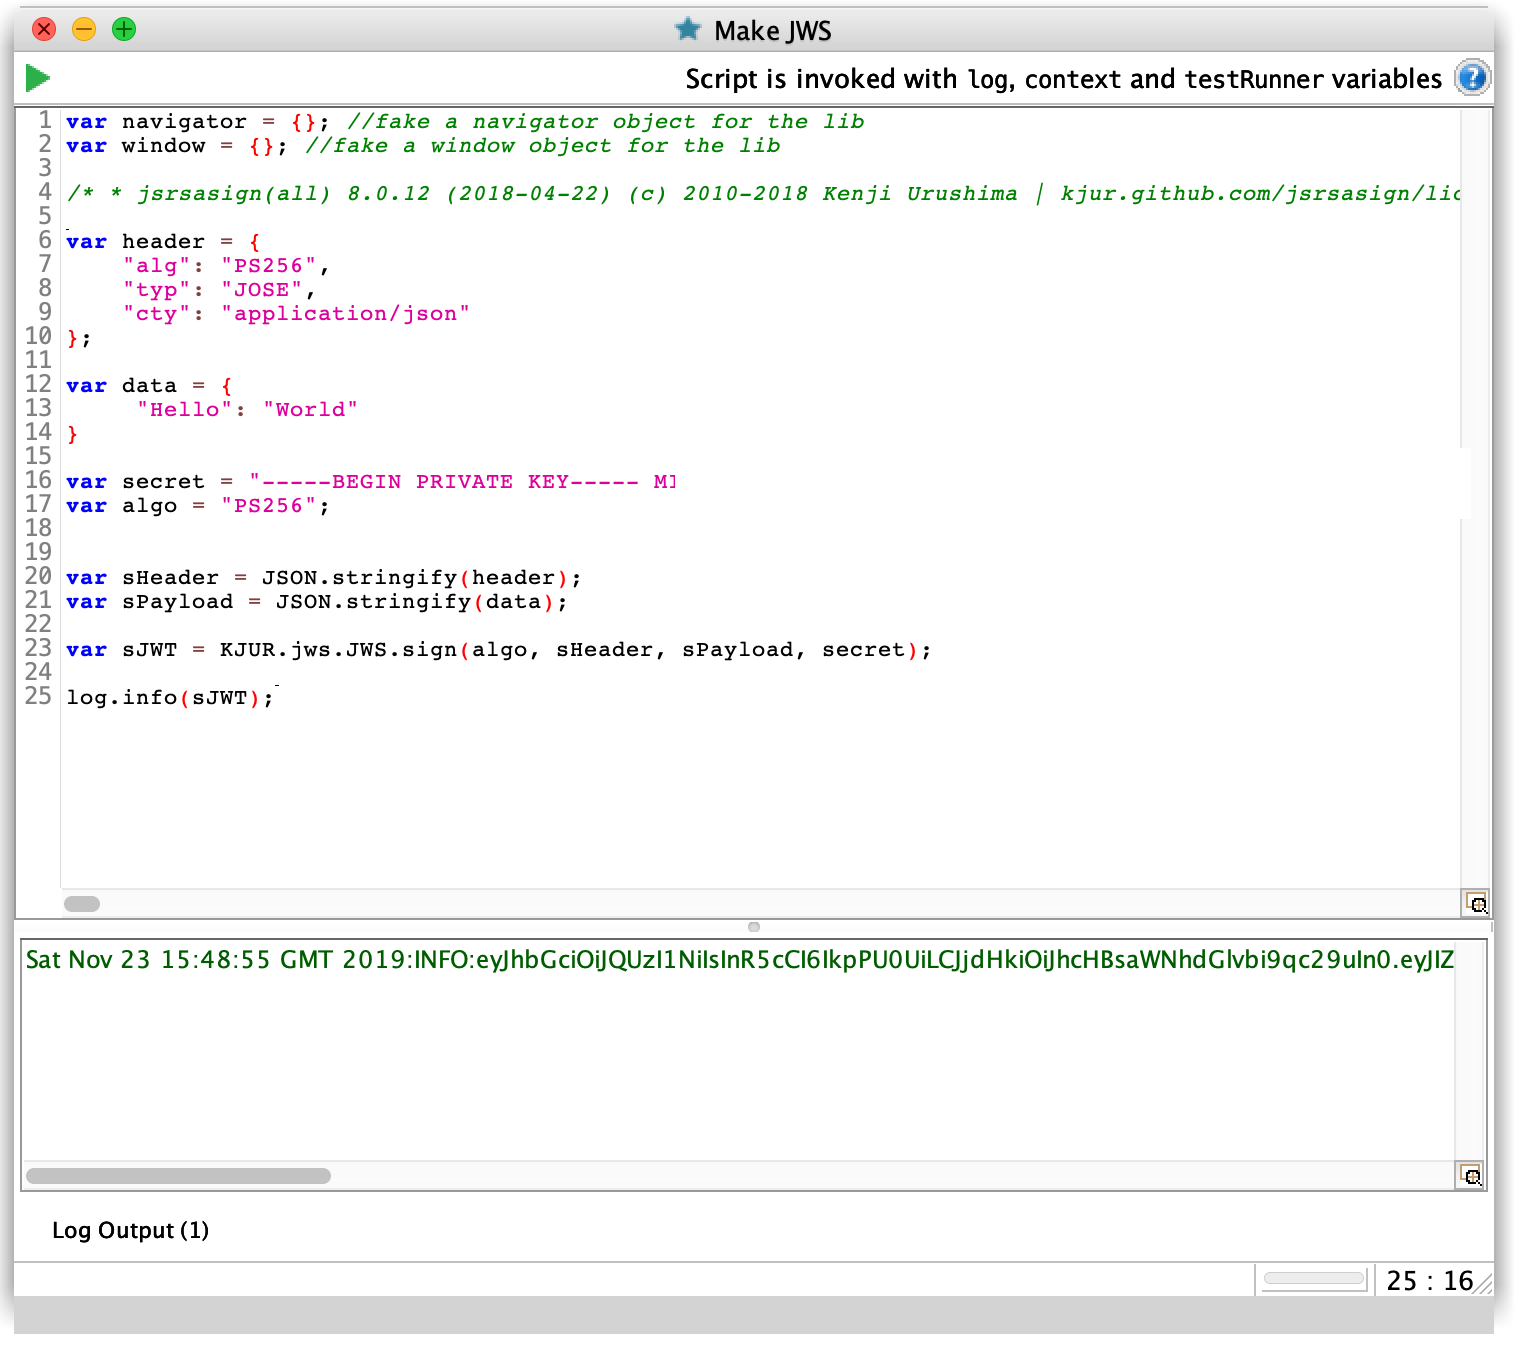 Make JWS
Script is invoked with log, context and testRunner variables
1 var navigator = {}; //fake a navigator object for the lib
2 var window = {}; //fake a window object for the lib
3
4 /* * jsrsasign(all) 8.0.12 (2018-04-22) (c) 2010-2018 Kenji Urushima | kjur.github.com/jsrsasign/lic
5
6 var header = {
7 "alg": "PS256",
8 "typ": "JOSE",
9 "cty": "application/json"
10 };
11
12 var data = {
13 "Hello": "World"
14 }
15
16 var secret = "-----BEGIN PRIVATE KEY----- MI
17 var algo = "PS256";
18
19
20 var sHeader = JSON.stringify(header);
21 var sPayload = JSON.stringify(data);
22
23 var sJWT = KJUR.jws.JWS.sign(algo, sHeader, sPayload, secret);
24
25 log.info(sJWT);
Sat Nov 23 15:48:55 GMT 2019:INFO:eyJhbGciOiJQUzI1NiIsInR5cCI6IkpPU0UiLCJjdHkiOiJhcHBsaWNhdGlvbi9qc29uIn0.eyJIZ
Log Output (1)
25 : 16